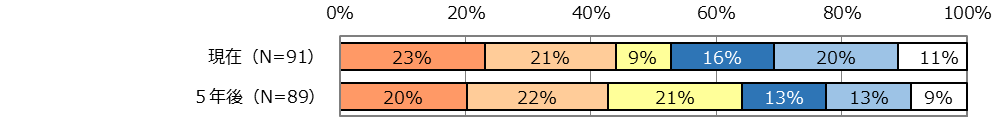 0% 20% 40% 60% 80% 100%
現在（N=91） 23% 21% 9% 16% 20% 11%
５年後（N=89） 20% 22% 21% 13% 13% 9%